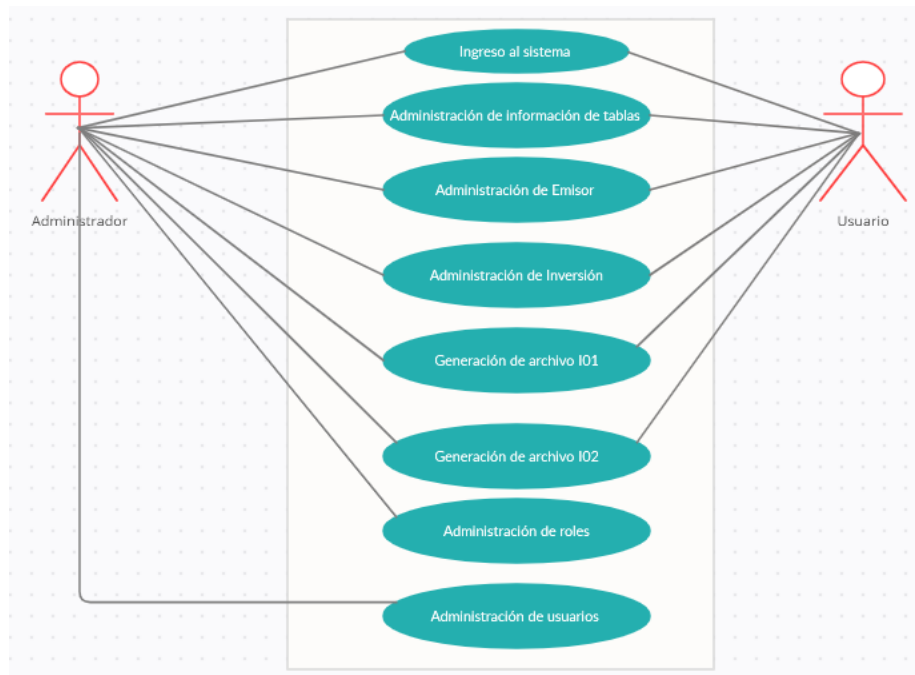 Ingreso al sistema
Administración de información de tablas
Administración de Emisor
Administrador
Usuario
Administración de Inversión
Generación de archivo I01
Generación de archivo I02
Administración de roles
Administración de usuarios